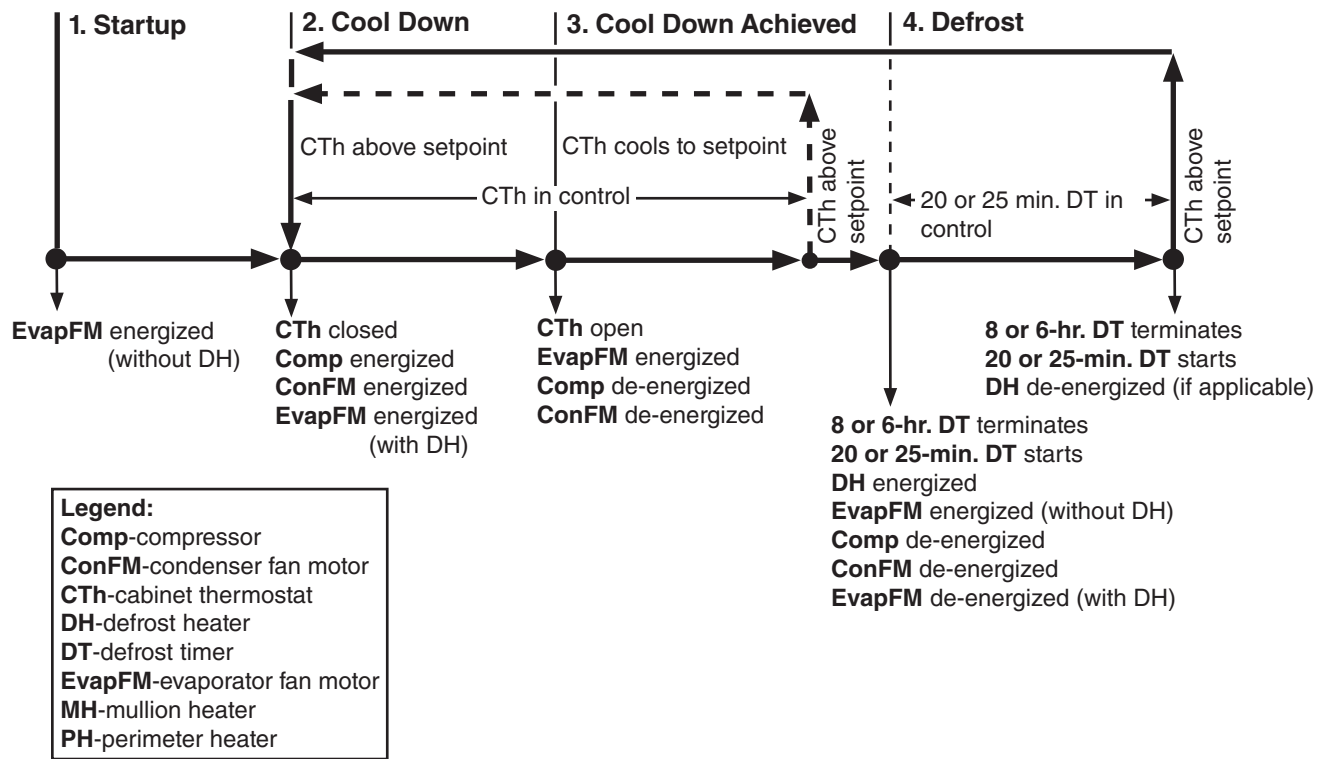 1. Startup
2. Cool Down
3. Cool Down Achieved
4. Defrost
CTh above setpoint
CTh cools to setpoint
CTh in control
CTh above
setpoint
20 or 25 min. DT in
control
CTh above
setpoint
EvapFM energized
(without DH)
CTh closed
Comp energized
ConFM energized
EvapFM energized
(with DH)
CTh open
EvapFM energized
Comp de-energized
ConFM de-energized
8 or 6-hr. DT terminates
20 or 25-min. DT starts
DH energized
EvapFM energized (without DH)
Comp de-energized
ConFM de-energized
EvapFM de-energized (with DH)
8 or 6-hr. DT terminates
20 or 25-min. DT starts
DH de-energized (if applicable)
Legend:
Comp-compressor
ConFM-condenser fan motor
CTh-cabinet thermostat
DH-defrost heater
DT-defrost timer
EvapFM-evaporator fan motor
MH-mullion heater
PH-perimeter heater